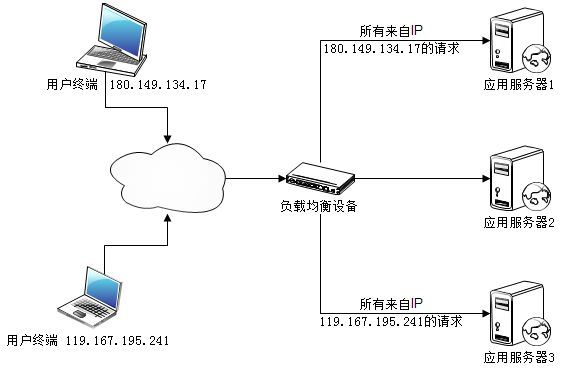 所有来自IP
180.149.134.17的请求
用户终端 180.149.134.17
应用服务器1
负载均衡设备
应用服务器2
所有来自IP
119.167.195.241的请求
用户终端 119.167.195.241
应用服务器3